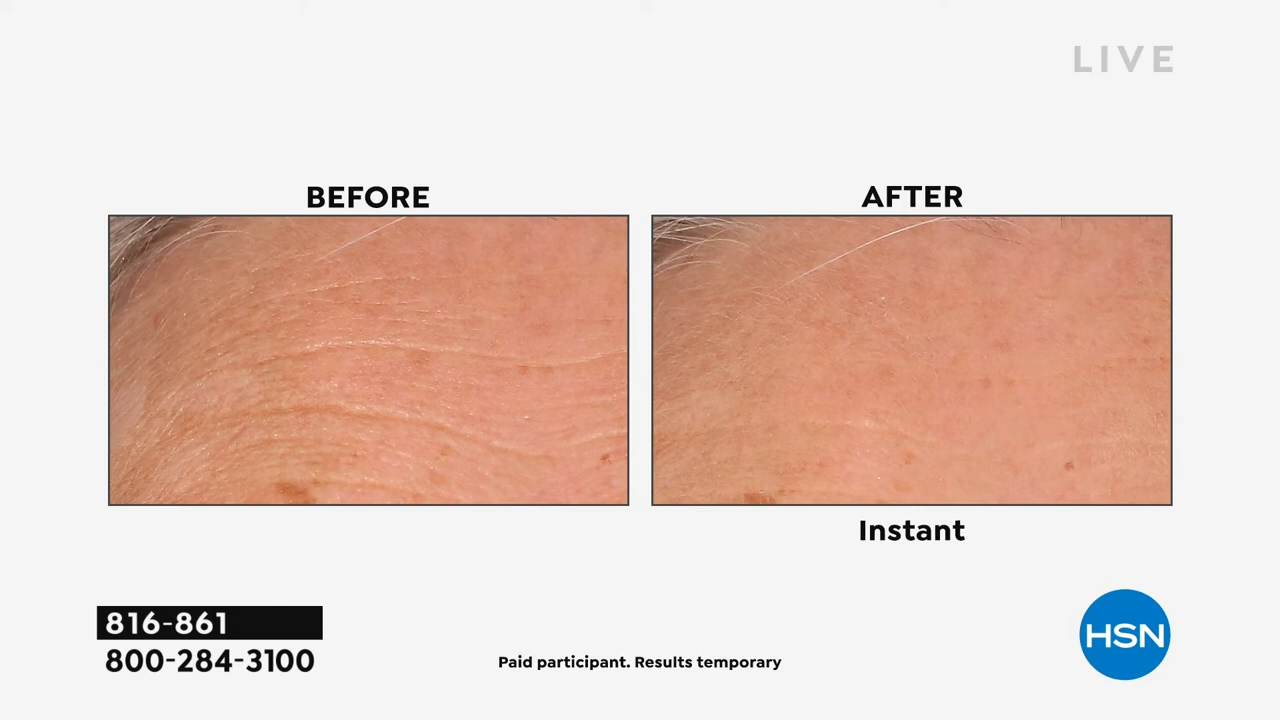 LIVE
BEFORE
AFTER
Instant
816-861
800-284-3100
Paid participant. Results temporary
HSN